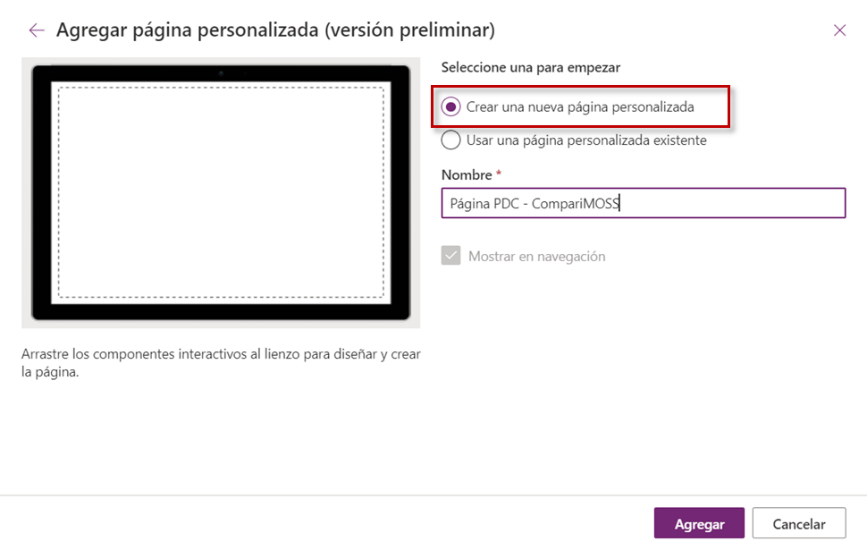 Agregar página personalizada (versión preliminar)
Seleccione una para empezar
Crear una nueva página personalizada
Usar una página personalizada existente
Nombre *
Página PDC - CompariMOSS
Mostrar en navegación
Arrastre los componentes interactivos al lienzo para diseñar y crear
la página.
Agregar
Cancelar